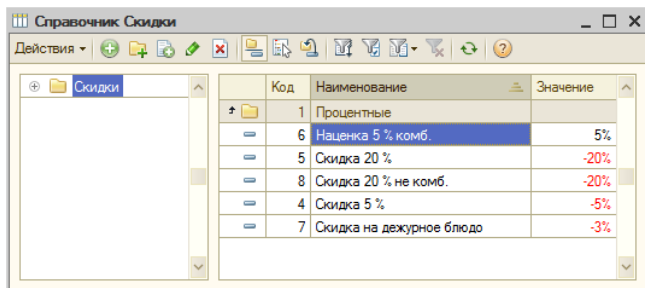 Справочник Скидки
Действия
Скидки
Код Наименование Значение
1 Процентные
6 Наценка 5 % комб. 5%
5 Скидка 20 % -20%
8 Скидка 20 % не комб. -20%
4 Скидка 5 % -5%
7 Скидка на дежурное блюдо -3%